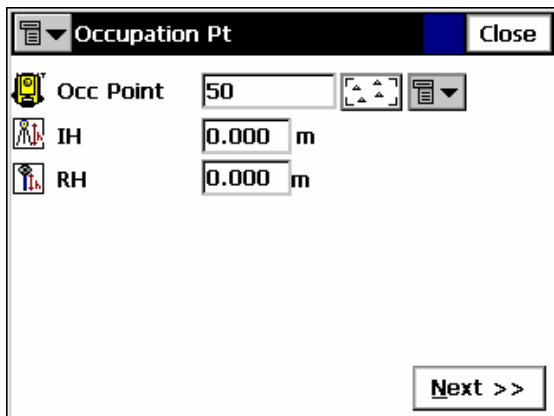 Occupation Pt Close
Occ Point 50
IH 0.000 m
RH 0.000 m
Next >>